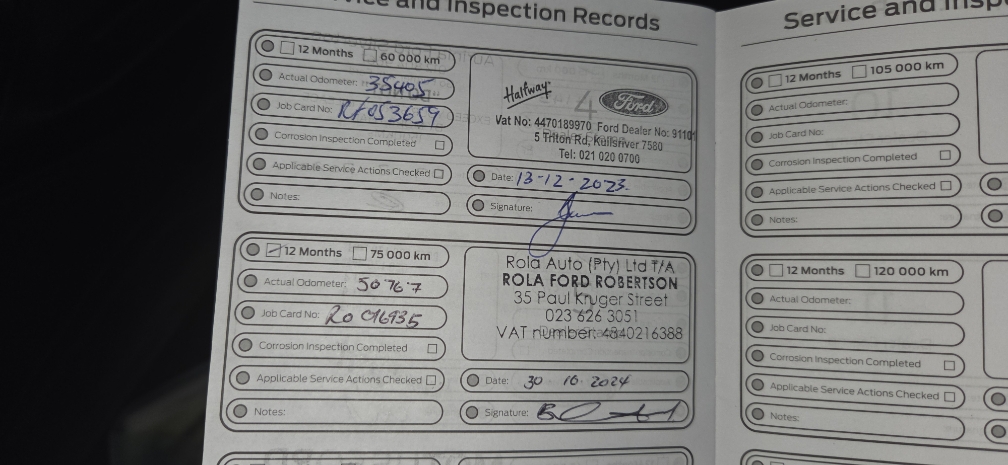 vice and Inspection Records
12 Months 60 000 km
Actual Odometer: 35405
Job Card No: R1053659
Corrosion Inspection Completed
Applicable Service Actions Checked
Notes:
Halfway Ford
Vat No: 4470189970 Ford Dealer No: 91101
5 Triton Rd, Kuilsriver 7580
Tel: 021 020 0700
Date: 13-12-2023
Signature:
12 Months 75 000 km
Actual Odometer: 50767
Job Card No: RO 016935
Corrosion Inspection Completed
Applicable Service Actions Checked
Notes:
Rola Auto (Pty) Ltd T/A
ROLA FORD ROBERTSON
35 Paul Kruger Street
023 626 3051
VAT number: 4840216388
Date: 30 10 2024
Signature:
Service and Insp
12 Months 105 000 km
Actual Odometer:
Job Card No:
Corrosion Inspection Completed
Applicable Service Actions Checked
Notes:
12 Months 120 000 km
Actual Odometer:
Job Card No:
Corrosion Inspection Completed
Applicable Service Actions Checked
Notes: